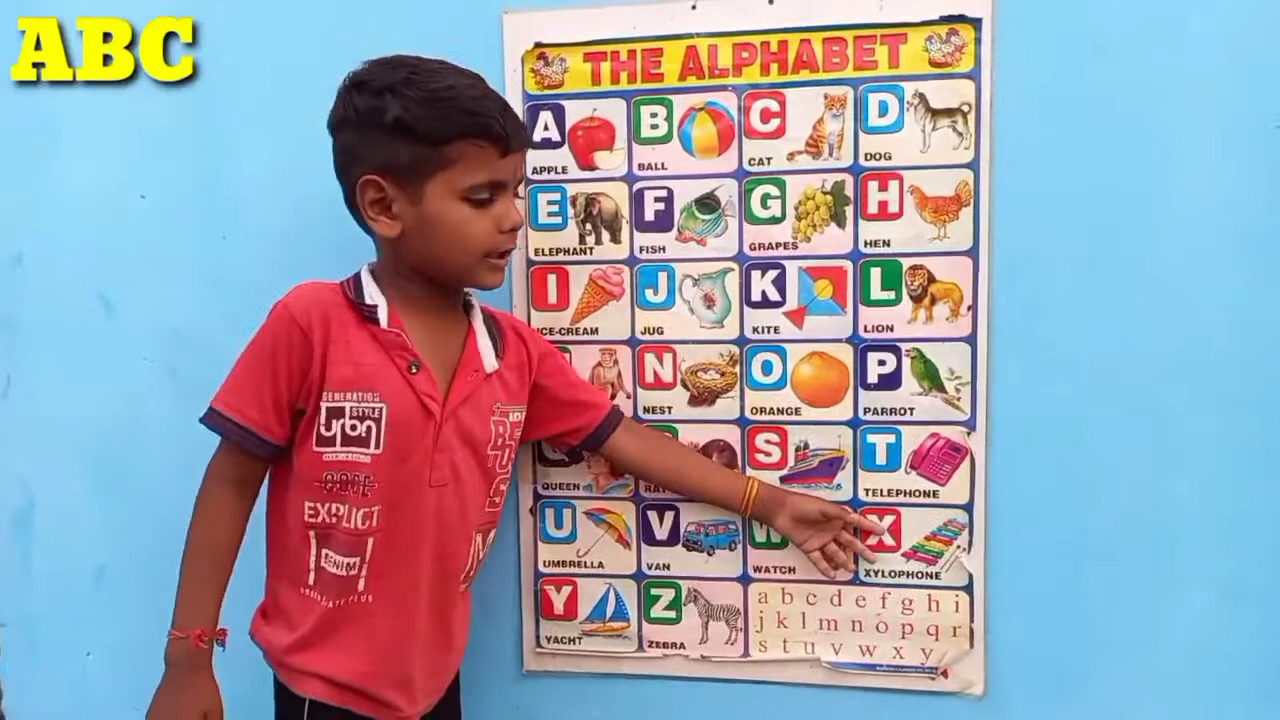 ABC
THE ALPHABET
A B C D
APPLE BALL CAT DOG
E F G H
ELEPHANT FISH GRAPES HEN
I J K L
ICE-CREAM JUG KITE LION
N O P
NEST ORANGE PARROT
S T
QUEEN TELEPHONE
U V W X
UMBRELLA VAN WATCH XYLOPHONE
Y Z
YACHT ZEBRA
a b c d e f g h i
j k l m n o p q r
s t u v w x y
GENERATION
STYLE
urbn
CODE
EXPLICT
DENIM